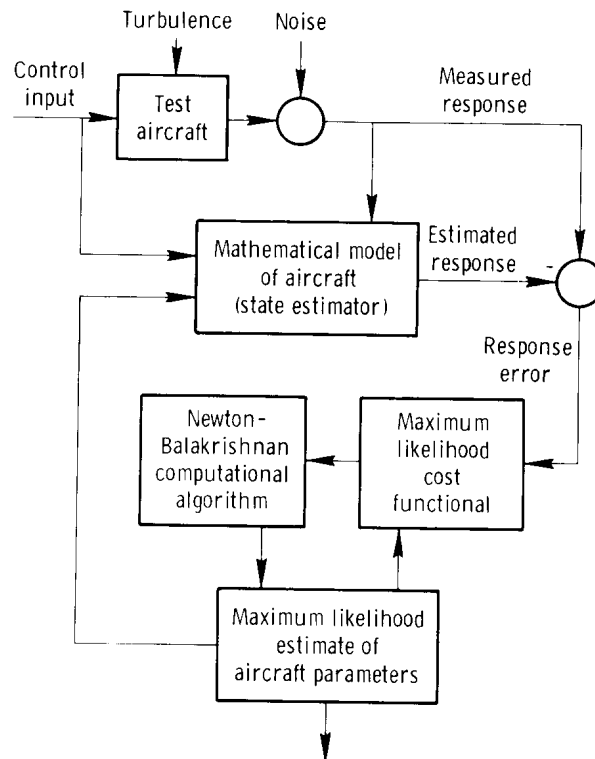 Turbulence
Noise
Control
input
Test
aircraft
Measured
response
Mathematical model
of aircraft
(state estimator)
Estimated
response
-
Response
error
Newton-
Balakrishnan
computational
algorithm
Maximum
likelihood
cost
functional
Maximum likelihood
estimate of
aircraft parameters